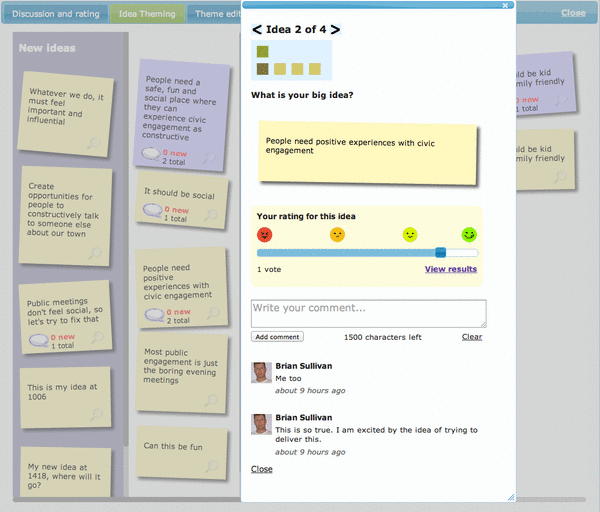 Discussion and rating
Idea Theming
Theme edit
Close
New ideas
Whatever we do, it
must feel
important and
influential
Create
opportunities for
people to
constructively talk
to someone else
about our town
Public meetings
don't feel social, so
let's try to fix that
0 new
1 total
This is my idea at
1006
My new idea at
1418, where will it
go?
People need a
safe, fun and
social place where
they can
experience civic
engagement as
constructive
0 new
2 total
It should be social
0 new
1 total
People need
positive
experiences with
civic engagement
0 new
2 total
Most public
engagement is just
the boring evening
meetings
Can this be fun
< Idea 2 of 4 >
What is your big idea?
People need positive experiences with civic
engagement
Your rating for this idea
1 vote
View results
Write your comment...
Add comment
1500 characters left
Clear
Brian Sullivan
Me too
about 9 hours ago
Brian Sullivan
This is so true. I am excited by the idea of trying to
deliver this.
about 9 hours ago
Close
uld be kid
mily friendly
0 new
1 total
uld be kid
mily friendly